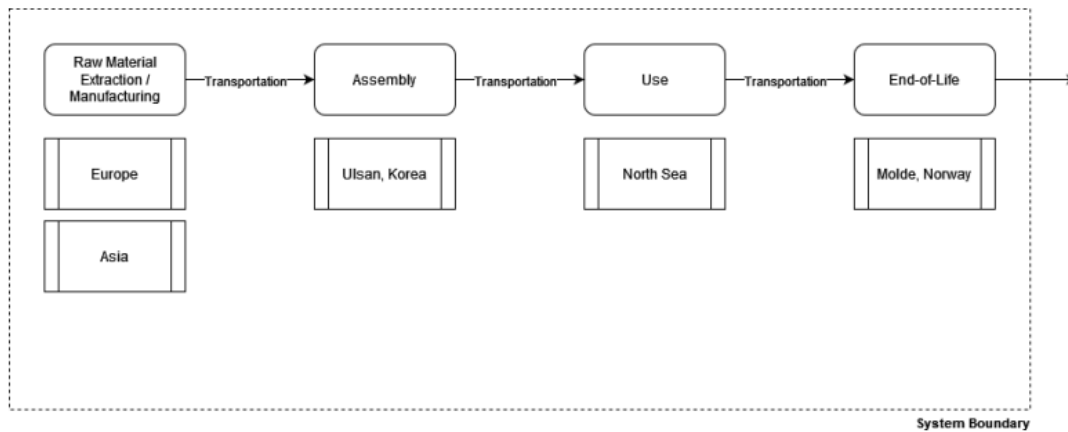 Raw Material
Extraction /
Manufacturing
Transportation
Assembly
Transportation
Use
Transportation
End-of-Life
Europe
Ulsan, Korea
North Sea
Molde, Norway
Asia
System Boundary